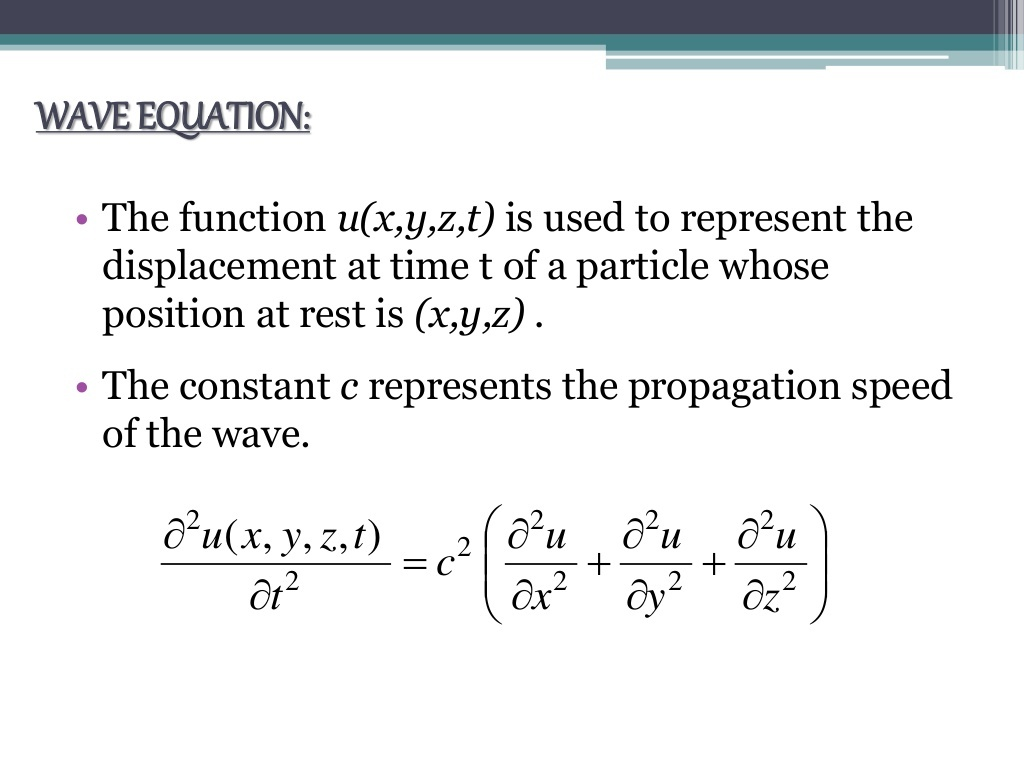 WAVE EQUATION:
• The function u(x,y,z,t) is used to represent the
displacement at time t of a particle whose
position at rest is (x,y,z) .
• The constant c represents the propagation speed
of the wave.
∂²u(x, y, z, t)/∂t² = c² (∂²u/∂x² + ∂²u/∂y² + ∂²u/∂z²)